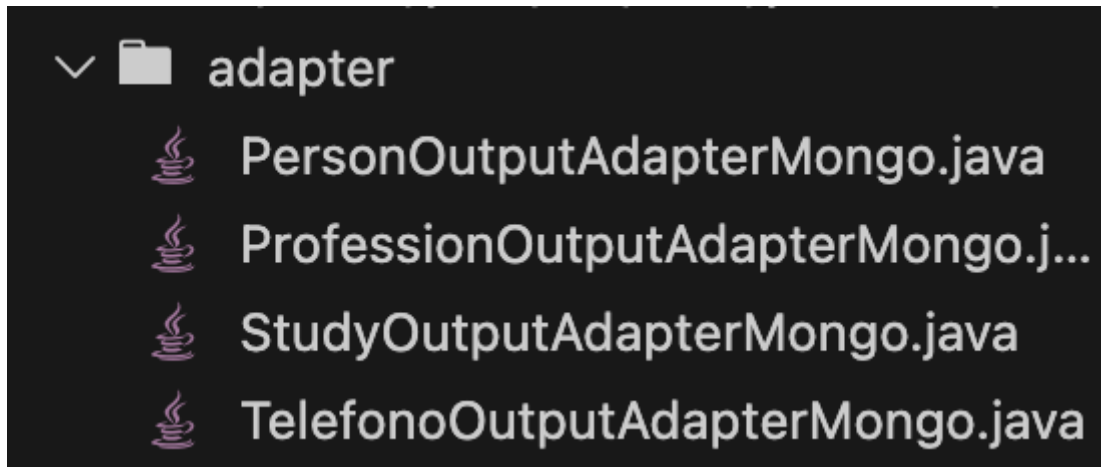 adapter
PersonOutputAdapterMongo.java
ProfessionOutputAdapterMongo.j...
StudyOutputAdapterMongo.java
TelefonoOutputAdapterMongo.java